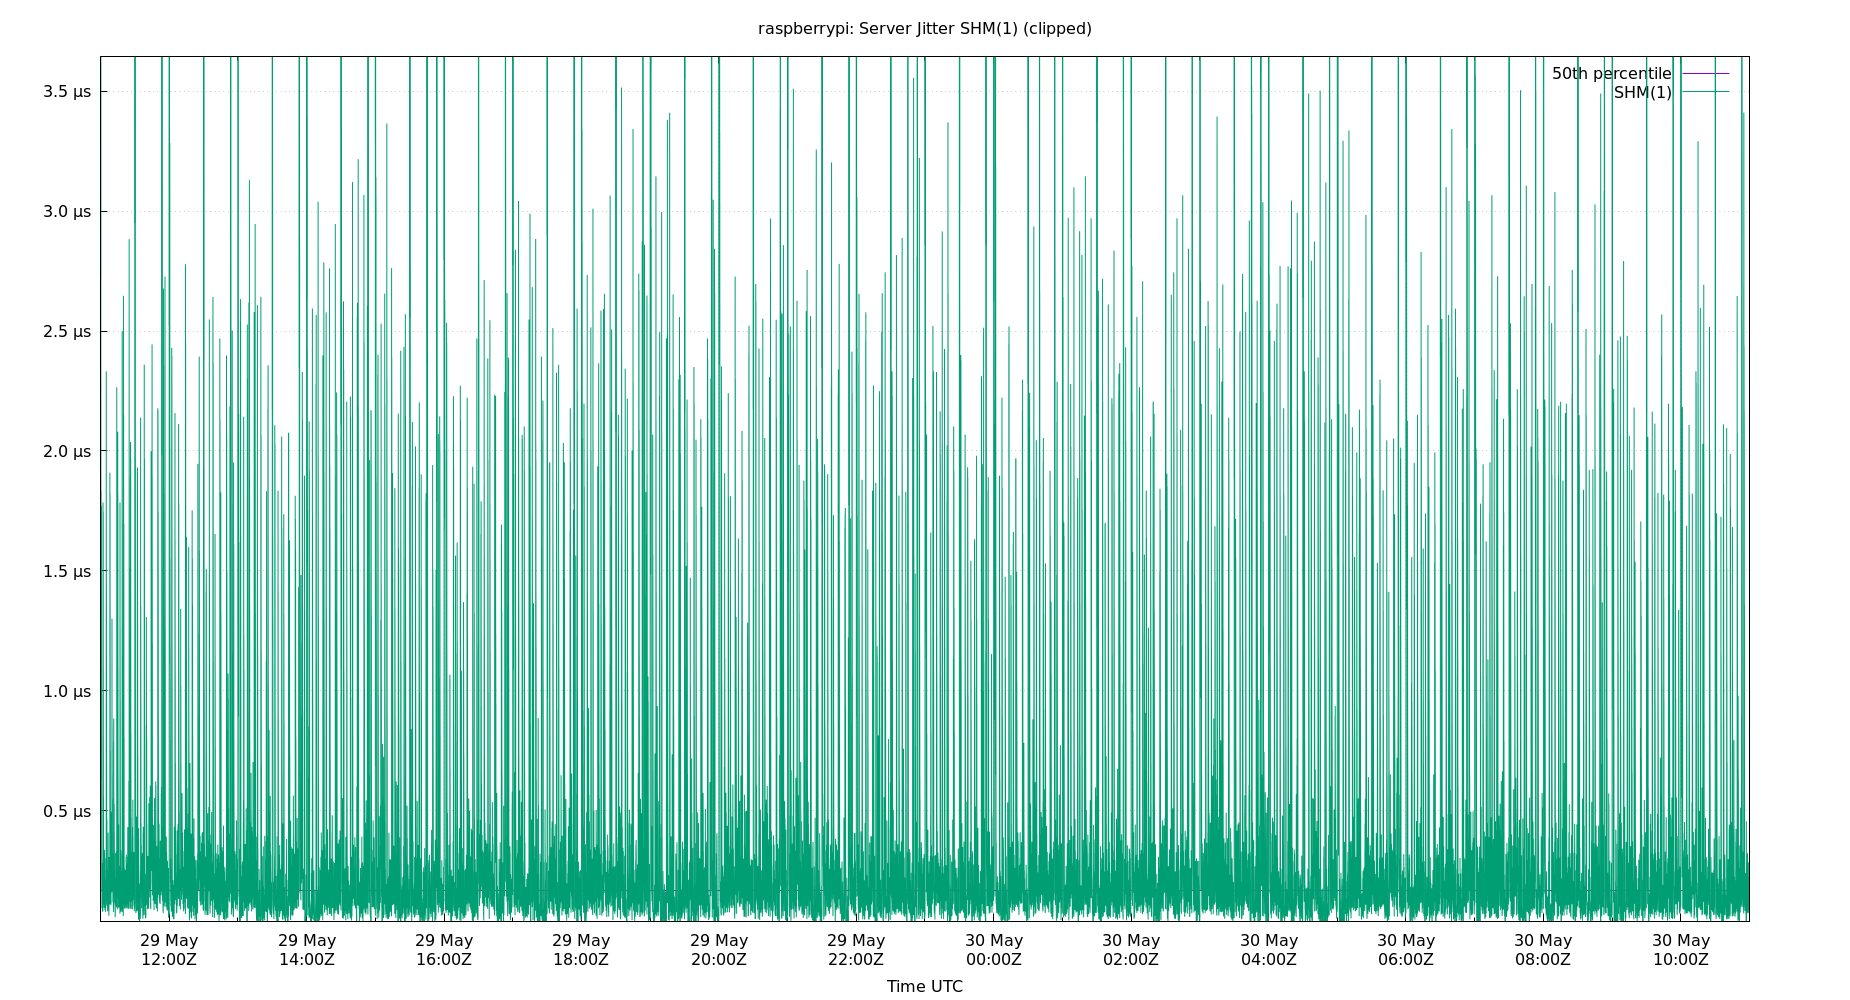 raspberrypi: Server Jitter SHM(1) (clipped)
50th percentile
SHM(1)
3.5 µs
3.0 µs
2.5 µs
2.0 µs
1.5 µs
1.0 µs
0.5 µs
29 May 29 May 29 May 29 May 29 May 29 May 30 May 30 May 30 May 30 May 30 May 30 May
12:00Z 14:00Z 16:00Z 18:00Z 20:00Z 22:00Z 00:00Z 02:00Z 04:00Z 06:00Z 08:00Z 10:00Z
Time UTC